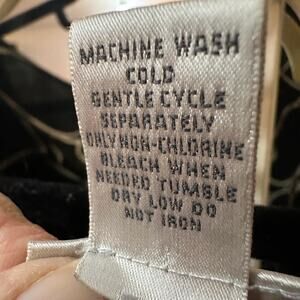 MACHINE WASH
COLD
GENTLE CYCLE
SEPARATELY
ONLY NON-CHLORINE
BLEACH WHEN
NEEDED TUMBLE
DRY LOW DO
NOT IRON